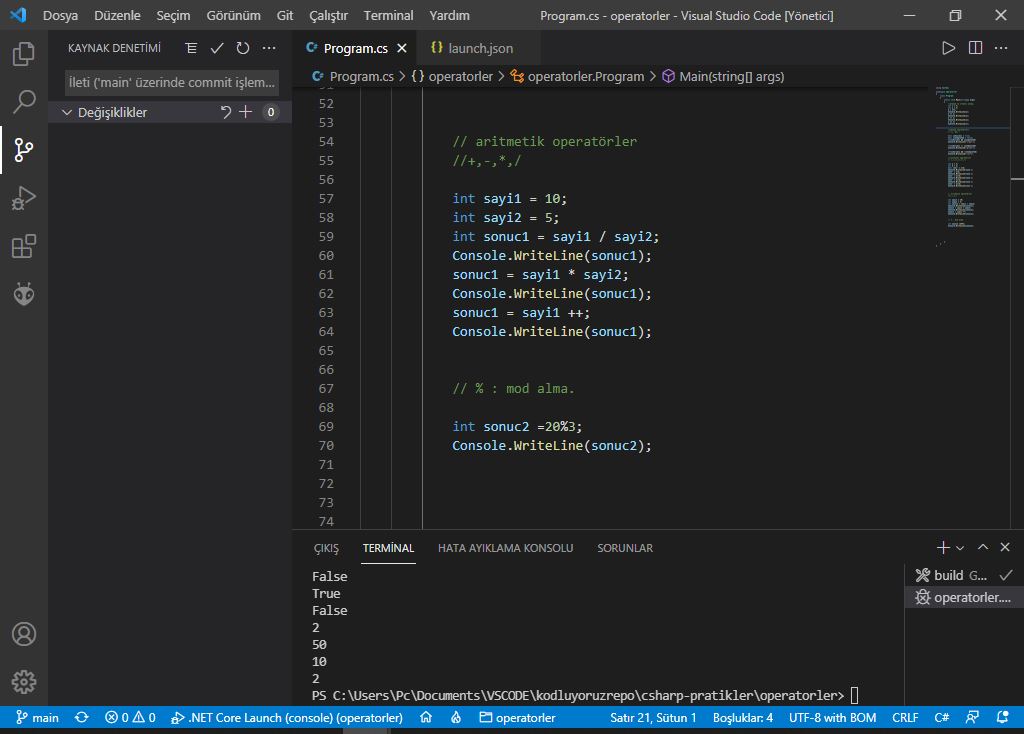 Dosya Düzenle Seçim Görünüm Git Çalıştır Terminal Yardım Program.cs - operatorler - Visual Studio Code [Yönetici]
KAYNAK DENETİMİ
İleti ('main' üzerinde commit işlem...
Değişiklikler 0
Program.cs launch.json
Program.cs > {} operatorler > operatorler.Program > Main(string[] args)
52
53
54 // aritmetik operatörler
55 //+,-,*,/
56
57 int sayi1 = 10;
58 int sayi2 = 5;
59 int sonuc1 = sayi1 / sayi2;
60 Console.WriteLine(sonuc1);
61 sonuc1 = sayi1 * sayi2;
62 Console.WriteLine(sonuc1);
63 sonuc1 = sayi1 ++;
64 Console.WriteLine(sonuc1);
65
66
67 // % : mod alma.
68
69 int sonuc2 =20%3;
70 Console.WriteLine(sonuc2);
71
72
73
74
ÇIKIŞ TERMİNAL HATA AYIKLAMA KONSOLU SORUNLAR
False
True
False
2
50
10
2
PS C:\Users\Pc\Documents\VSCODE\kodluyoruzrepo\csharp-pratikler\operatorler>
build G...
operatorler....
main 0 0 .NET Core Launch (console) (operatorler) operatorler Satır 21, Sütun 1 Boşluklar: 4 UTF-8 with BOM CRLF C#